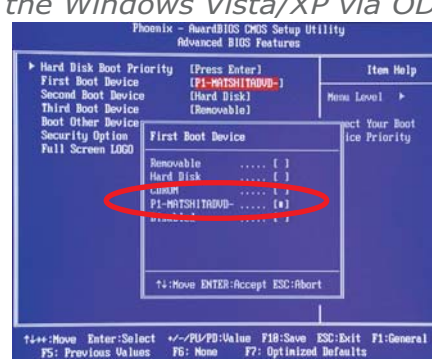 the Windows Vista/XP via OD
Phoenix - AwardBIOS CMOS Setup Utility
Advanced BIOS Features
Hard Disk Boot Priority [Press Enter]
First Boot Device [P1-MATSHITADVD-]
Second Boot Device [Hard Disk]
Third Boot Device [Removable]
Boot Other Device
Security Option
Full Screen LOGO
Item Help
Menu Level
ect Your Boot
ice Priority
First Boot Device
Removable ..... [ ]
Hard Disk ..... [ ]
CDROM ..... [ ]
P1-MATSHITADVD- ..... [■]
Disabled ..... [ ]
↑↓:Move ENTER:Accept ESC:Abort
↑↓→←:Move Enter:Select +/-/PU/PD:Value F10:Save ESC:Exit F1:General
F5: Previous Values F6: None F7: Optimized Defaults